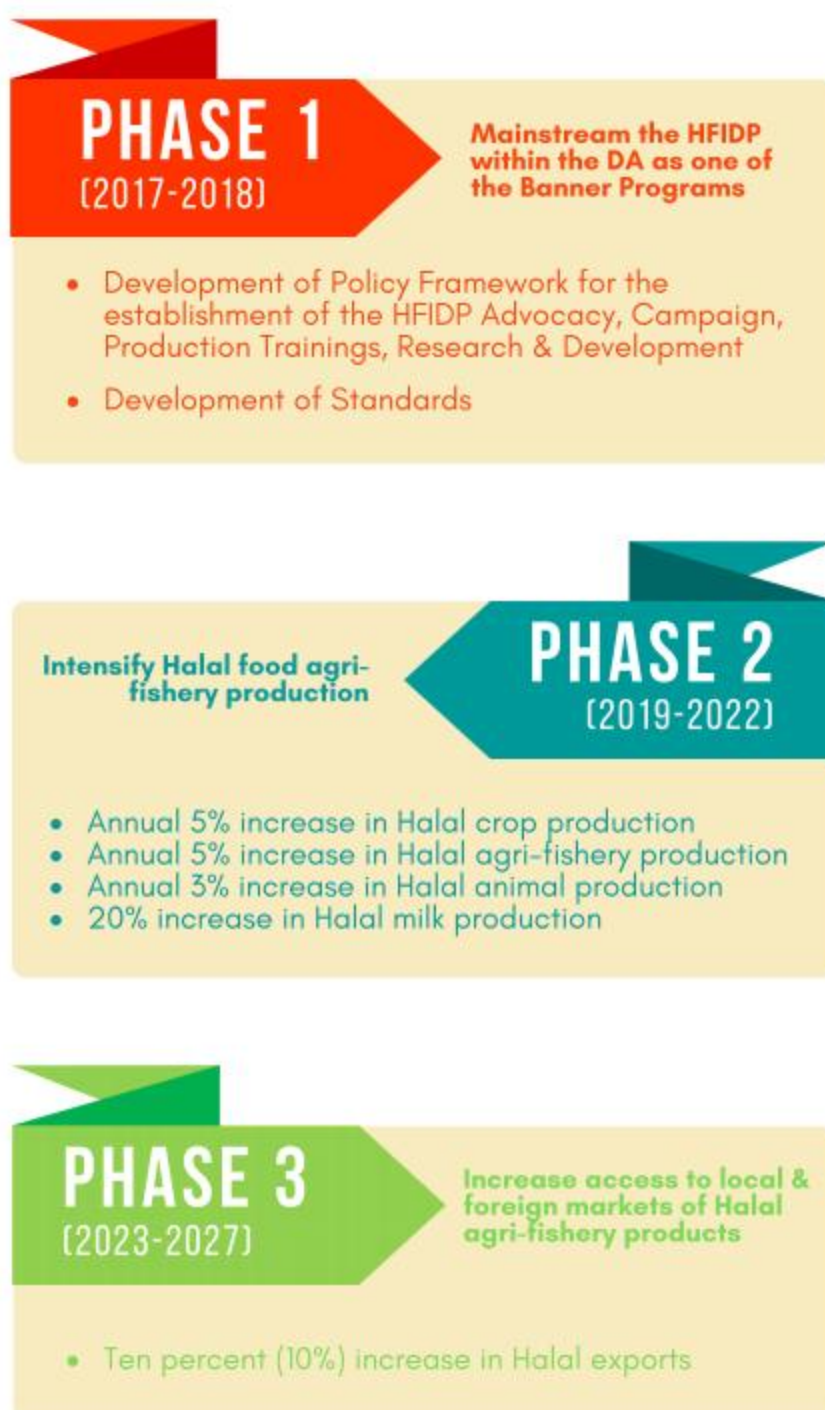 PHASE 1
(2017-2018)
Mainstream the HFIDP
within the DA as one of
the Banner Programs
• Development of Policy Framework for the
establishment of the HFIDP Advocacy, Campaign,
Production Trainings, Research & Development
• Development of Standards
PHASE 2
(2019-2022)
Intensify Halal food agri-
fishery production
• Annual 5% increase in Halal crop production
• Annual 5% increase in Halal agri-fishery production
• Annual 3% increase in Halal animal production
• 20% increase in Halal milk production
PHASE 3
(2023-2027)
Increase access to local &
foreign markets of Halal
agri-fishery products
• Ten percent (10%) increase in Halal exports